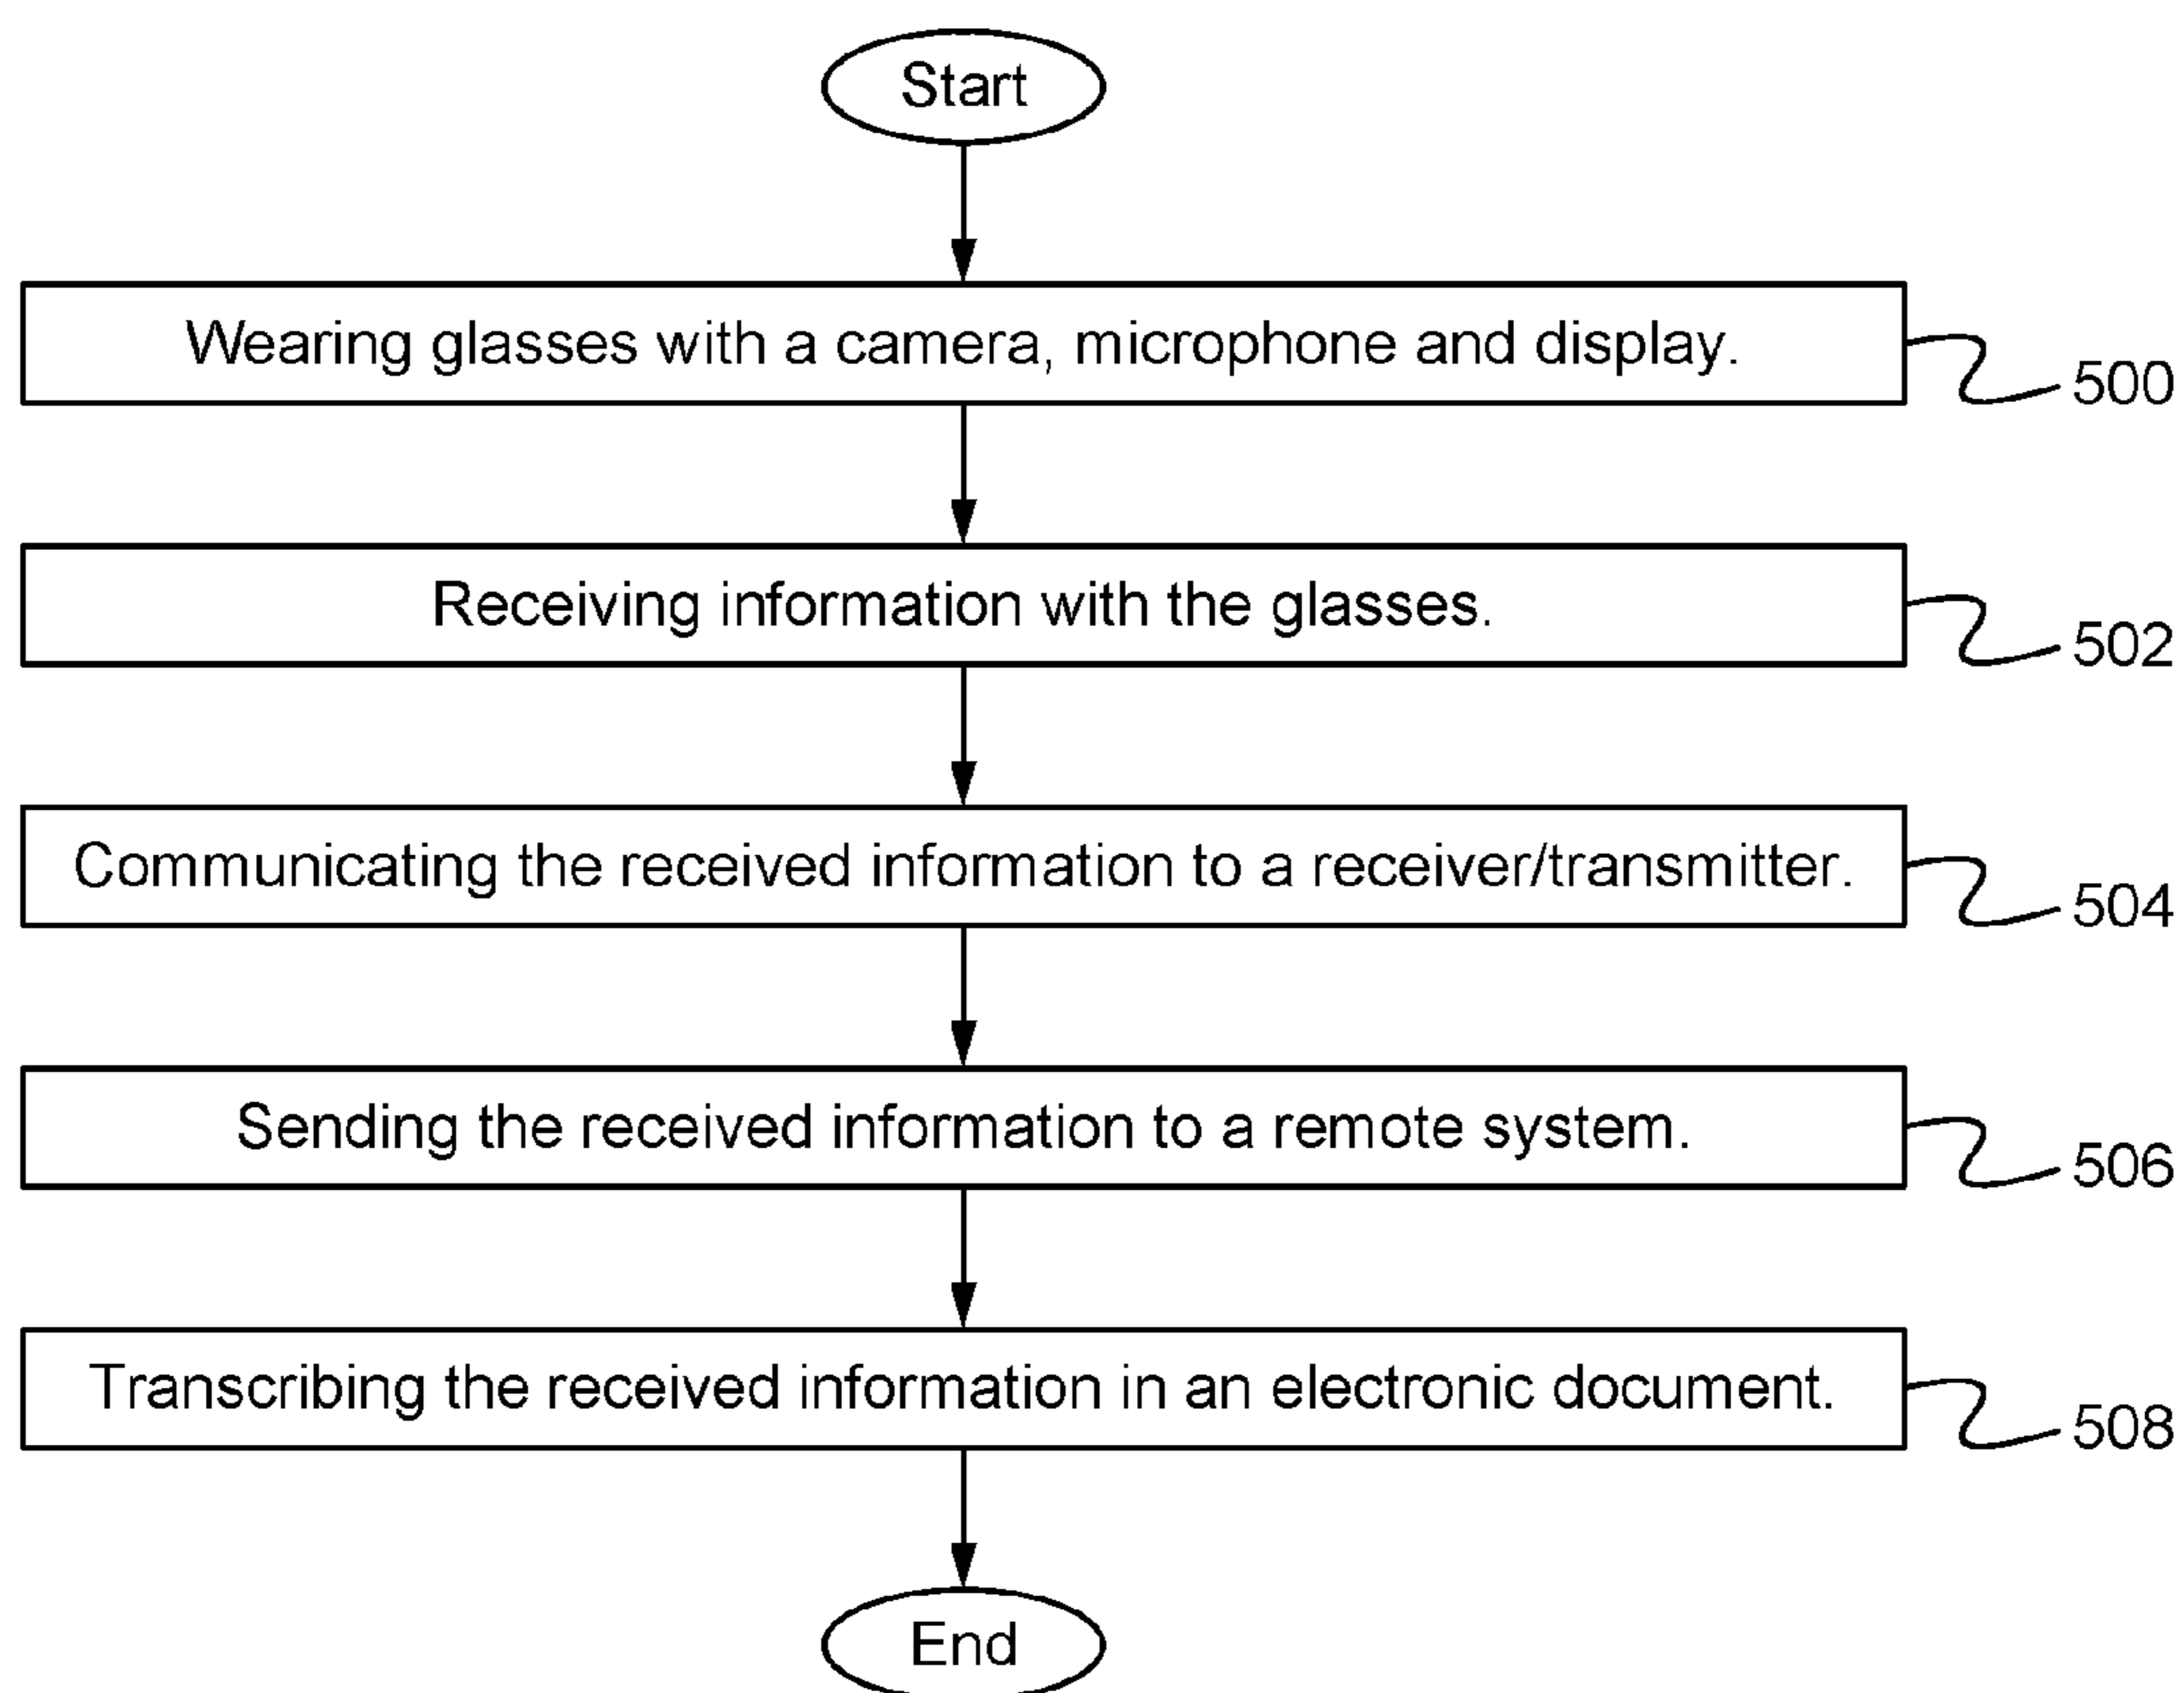 Start
Wearing glasses with a camera, microphone and display.
500
Receiving information with the glasses.
502
Communicating the received information to a receiver/transmitter.
504
Sending the received information to a remote system.
506
Transcribing the received information in an electronic document.
508
End